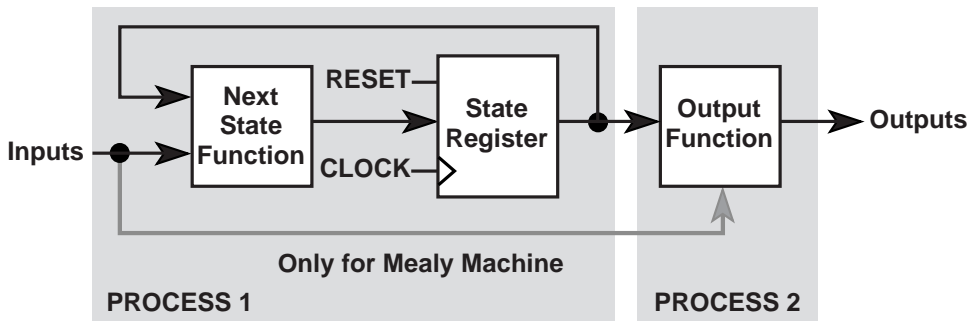 RESET
Next
State
Function
State
Register
Output
Function
Outputs
Inputs
CLOCK
Only for Mealy Machine
PROCESS 1
PROCESS 2